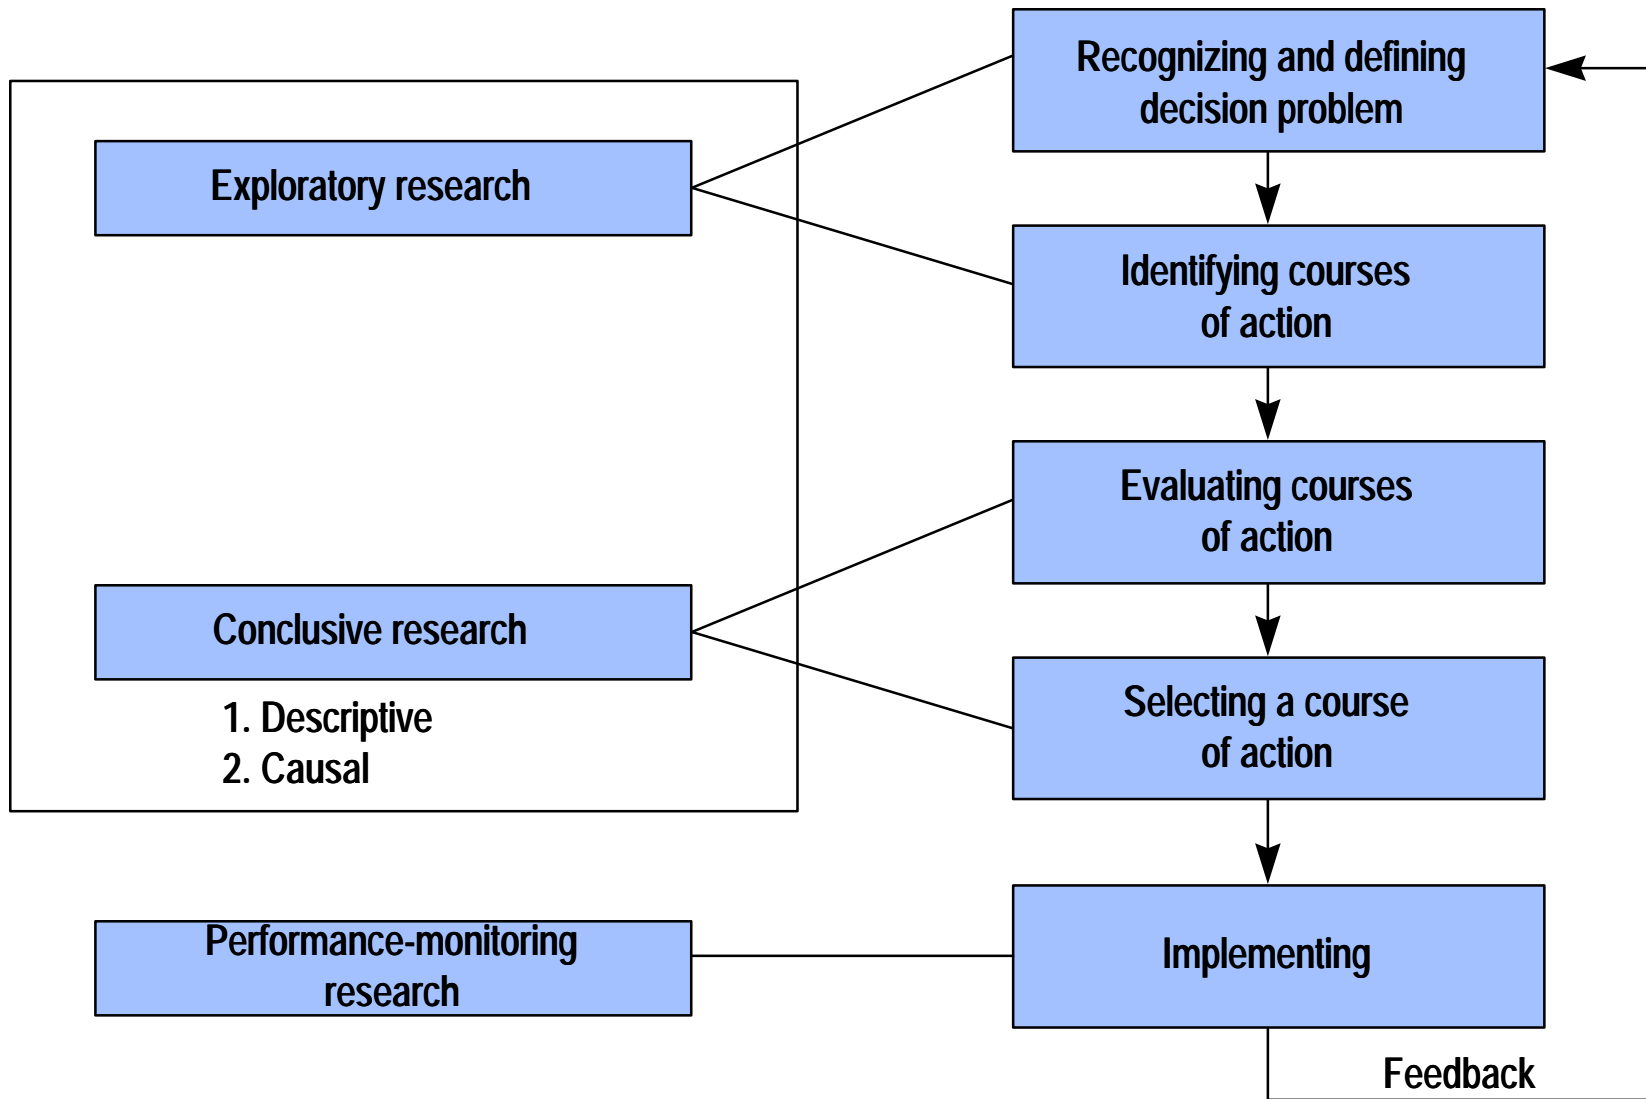 Recognizing and defining
decision problem
Exploratory research
Identifying courses
of action
Evaluating courses
of action
Conclusive research
1. Descriptive
2. Causal
Selecting a course
of action
Performance-monitoring
research
Implementing
Feedback